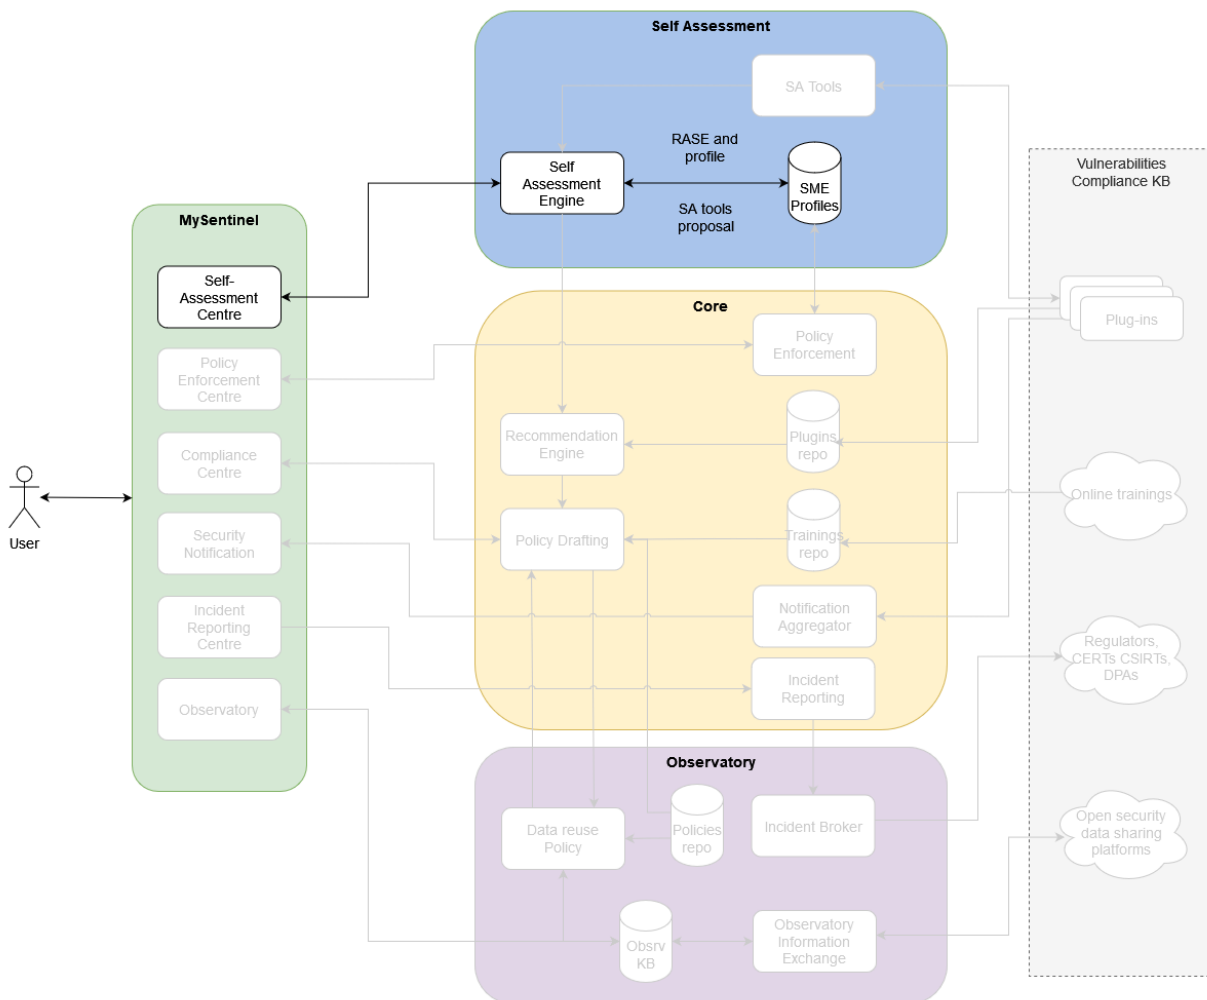 Self Assessment
SA Tools
RASE and
profile
Self
Assessment
Engine
SME
Profiles
SA tools
proposal
Vulnerabilities
Compliance KB
MySentinel
Self-
Assessment
Centre
Policy
Enforcement
Centre
Compliance
Centre
Security
Notification
Incident
Reporting
Centre
Observatory
User
Core
Policy
Enforcement
Recommendation
Engine
Plugins
repo
Policy Drafting
Trainings
repo
Notification
Aggregator
Incident
Reporting
Plug-ins
Online trainings
Regulators,
CERTs CSIRTs,
DPAs
Open security
data sharing
platforms
Observatory
Data reuse
Policy
Policies
repo
Incident Broker
Obsrv
KB
Observatory
Information
Exchange